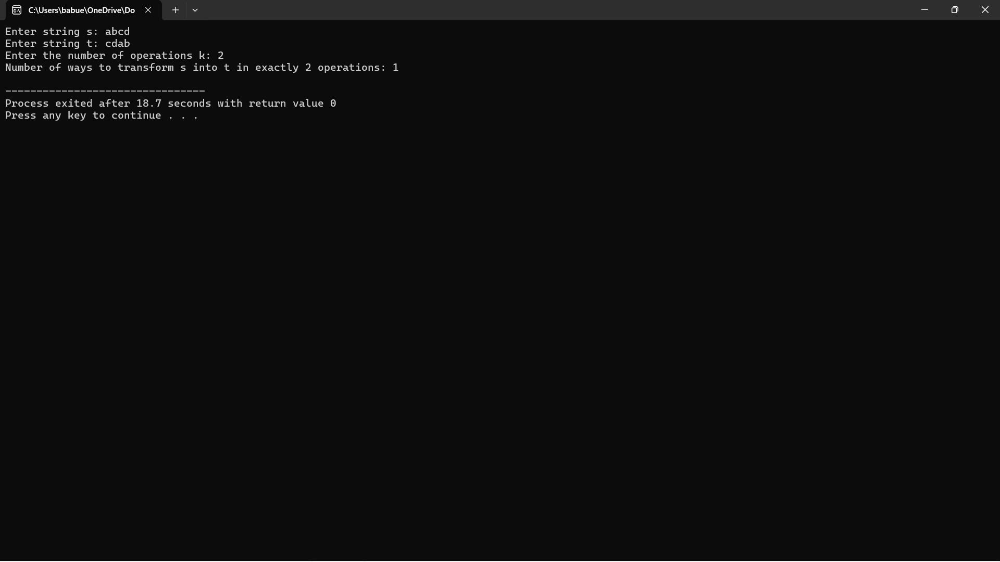 C:\Users\babue\OneDrive\Do
Enter string s: abcd
Enter string t: cdab
Enter the number of operations k: 2
Number of ways to transform s into t in exactly 2 operations: 1
--------------------------------
Process exited after 18.7 seconds with return value 0
Press any key to continue . . .